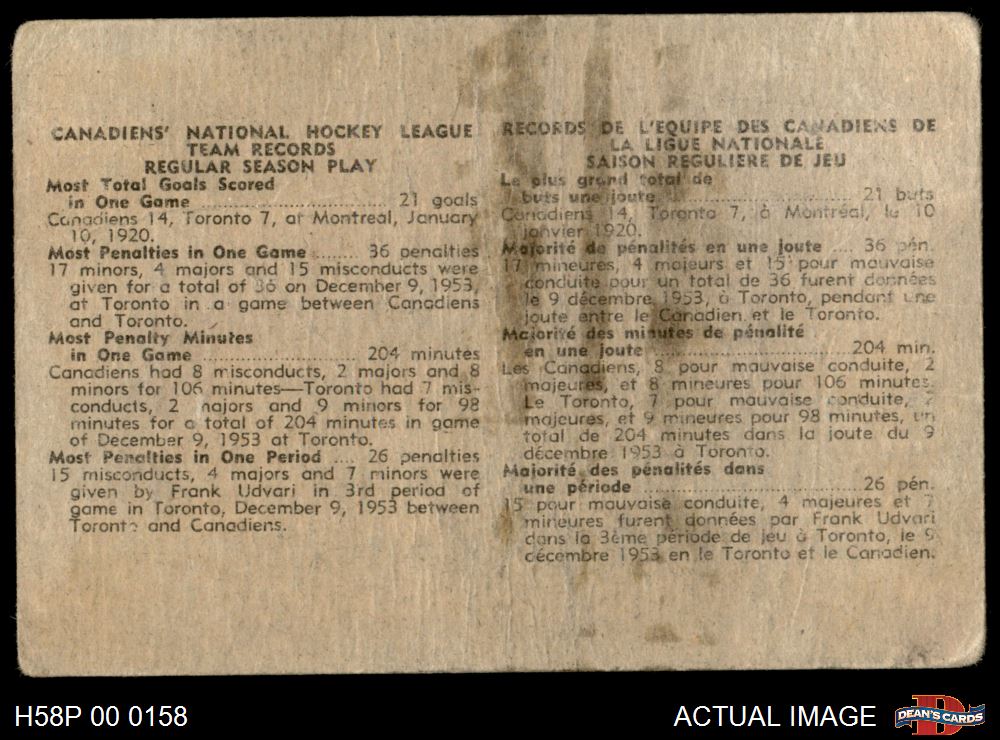 CANADIENS' NATIONAL HOCKEY LEAGUE
TEAM RECORDS
REGULAR SEASON PLAY
Most Total Goals Scored
in One Game ........................ 21 goals
Canadiens 14, Toronto 7, at Montreal, January
10, 1920.
Most Penalties in One Game ........ 36 penalties
17 minors, 4 majors and 15 misconducts were
given for a total of 36 on December 9, 1953,
at Toronto in a game between Canadiens
and Toronto.
Most Penalty Minutes
in One Game ........................ 204 minutes
Canadiens had 8 misconducts, 2 majors and 8
minors for 106 minutes—Toronto had 7 mis-
conducts, 2 majors and 9 minors for 98
minutes for a total of 204 minutes in game
of December 9, 1953 at Toronto.
Most Penalties in One Period .... 26 penalties
15 misconducts, 4 majors and 7 minors were
given by Frank Udvari in 3rd period of
game in Toronto, December 9, 1953 between
Toronto and Canadiens.
RECORDS DE L'EQUIPE DES CANADIENS DE
LA LIGUE NATIONALE
SAISON REGULIERE DE JEU
Le plus grand total de
buts une joute ........................ 21 buts
Canadiens 14, Toronto 7, à Montréal, le 10
janvier 1920.
Majorité de pénalités en une joute .... 36 pén.
17 mineures, 4 majeurs et 15 pour mauvaise
conduite pour un total de 36 furent données
le 9 décembre 1953, à Toronto, pendant une
joute entre le Canadien et le Toronto.
Majorité des minutes de pénalité
en une joute ........................ 204 min.
Les Canadiens, 8 pour mauvaise conduite, 2
majeures, et 8 mineures pour 106 minutes.
Le Toronto, 7 pour mauvaise conduite, 2
majeures, et 9 mineures pour 98 minutes, un
total de 204 minutes dans la joute du 9
décembre 1953 à Toronto.
Majorité des pénalités dans
une période ........................ 26 pén.
15 pour mauvaise conduite, 4 majeures et 7
mineures furent données par Frank Udvari
dans la 3ème période de jeu à Toronto, le 9
décembre 1953 en le Toronto et le Canadien.
H58P 00 0158
ACTUAL IMAGE
D
DEAN'S CARDS